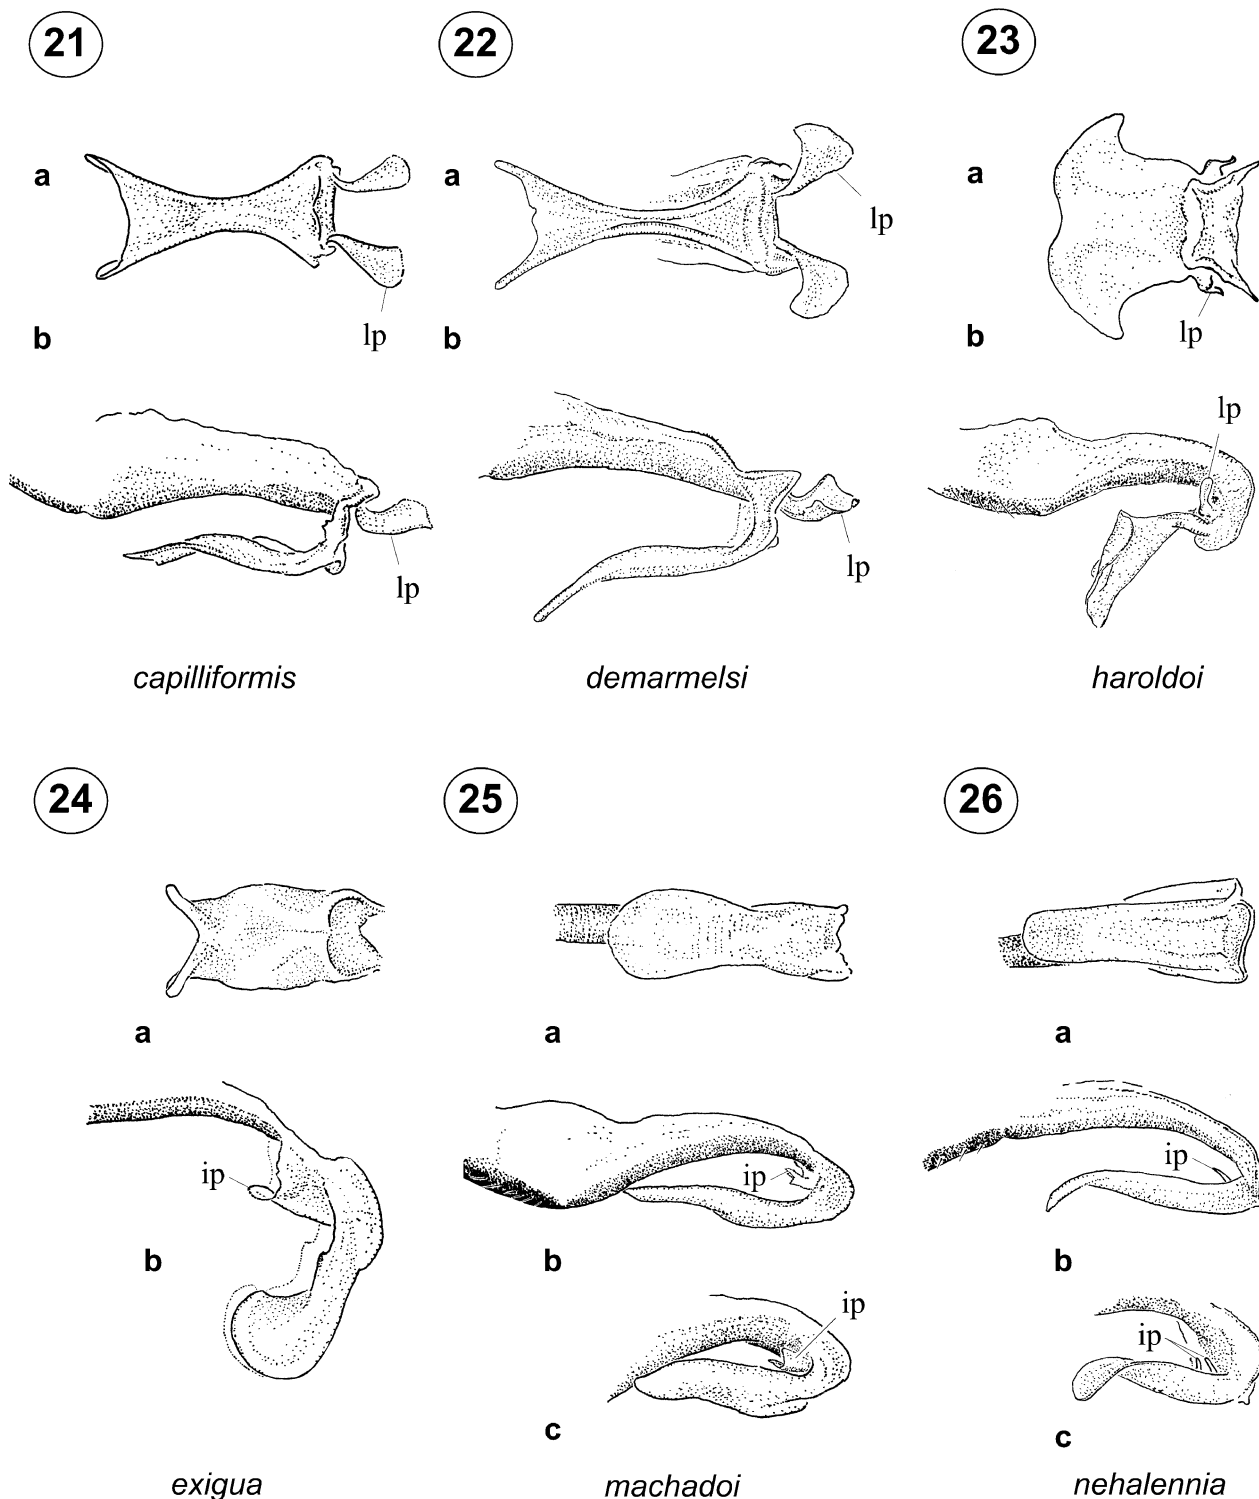 21 22 23
a a a
lp
lp lp
b b b
lp
lp
lp
capilliformis demarmelsi haroldoi
24 25 26
a a a
ip
ip
ip
b b b
ip
ip
c c
exigua machadoi nehalennia